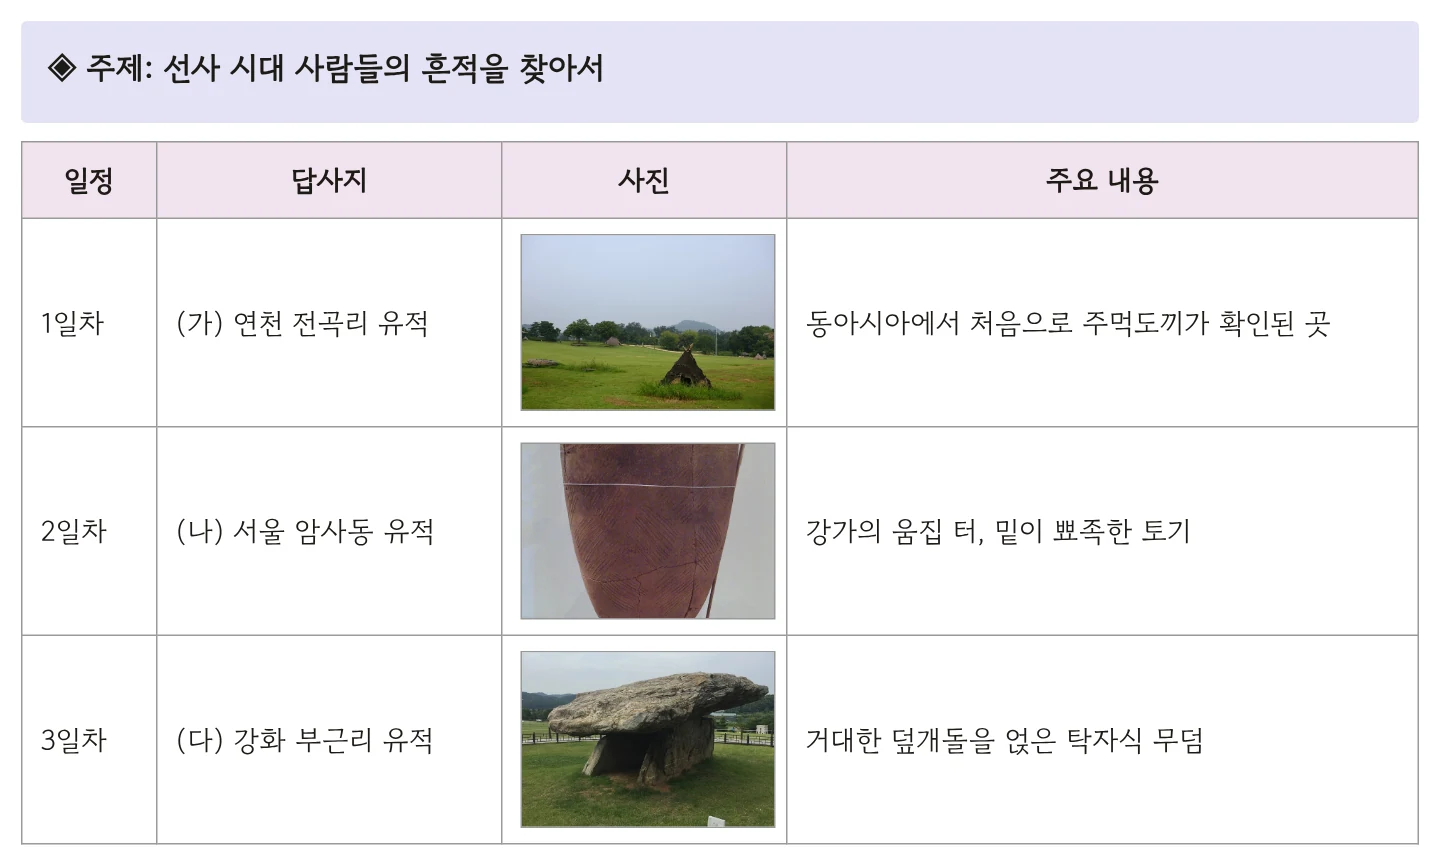 ◈ 주제: 선사 시대 사람들의 흔적을 찾아서
일정 답사지 사진 주요 내용
1일차 (가) 연천 전곡리 유적 동아시아에서 처음으로 주먹도끼가 확인된 곳
2일차 (나) 서울 암사동 유적 강가의 움집 터, 밑이 뾰족한 토기
3일차 (다) 강화 부근리 유적 거대한 덮개돌을 얹은 탁자식 무덤